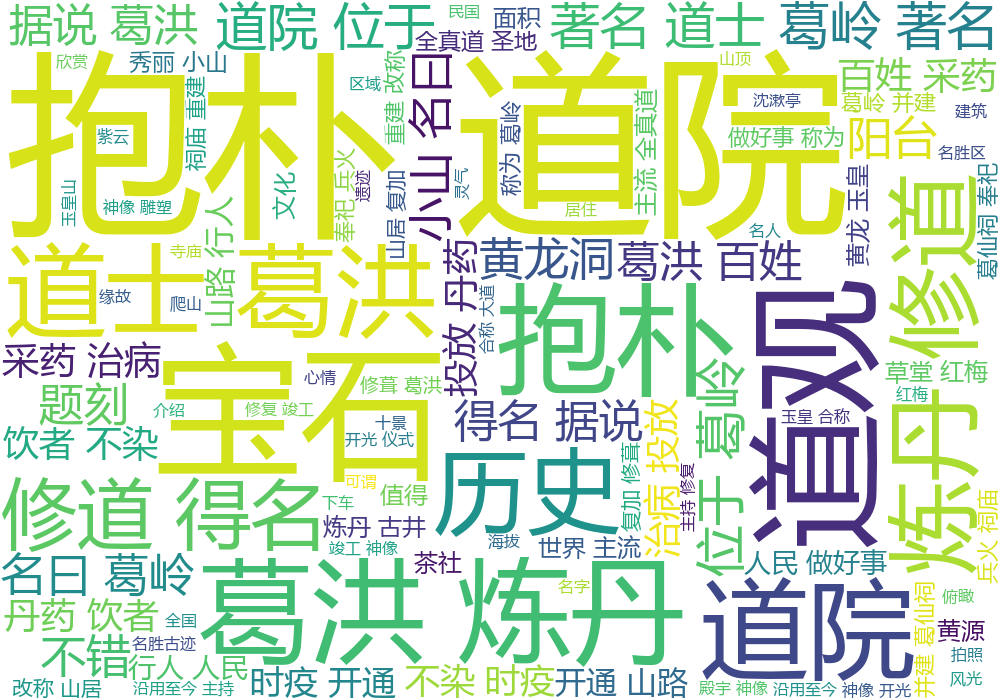 据说 葛洪
道院 位于
民国
面积
全真道 圣地
著名 道士
葛岭 著名
欣赏
秀丽 小山
区域
重建 改称
名曰
小山
山顶
百姓 采药
抱朴 道院
紫云
祠庙 重建
沈漱亭
葛岭 并建
建筑
称为 葛岭
主流 全真道
做好事 称为
阳台
名胜区
玉皇山
神像 雕塑
文化
奉祀 兵火
遗迹
山居 复加
灵气
居住
名人
黄龙 玉皇
修道
葛仙祠 奉祀
山路 行人
寺庙
道士 葛洪
缘故
爬山
投放 丹药
黄龙洞
葛洪 百姓
合称 大道
抱朴
道观
采药 治病
宝石
心情
修葺 葛洪
草堂 红梅
红梅
题刻
介绍
修复 竣工
十景
开光 仪式
得名 据说
治病 投放
位于 葛岭
玉皇 合称
炼丹
饮者 不染
历史
复加 修葺
主持 修复
修道 得名
可谓
下车
值得
炼丹 古井
竣工 神像
海拔
世界 主流
兵火 祠庙
名曰 葛岭
葛洪 炼丹
茶社
名字
人民 做好事
道院
并建 葛仙祠
俯瞰
丹药 饮者
全国
黄源
不错
名胜古迹
行人 人民
拍照
风光
改称 山居
沿用至今 主持
时疫 开通
不染 时疫
开通 山路
殿宇 神像
沿用至今
神像 开光